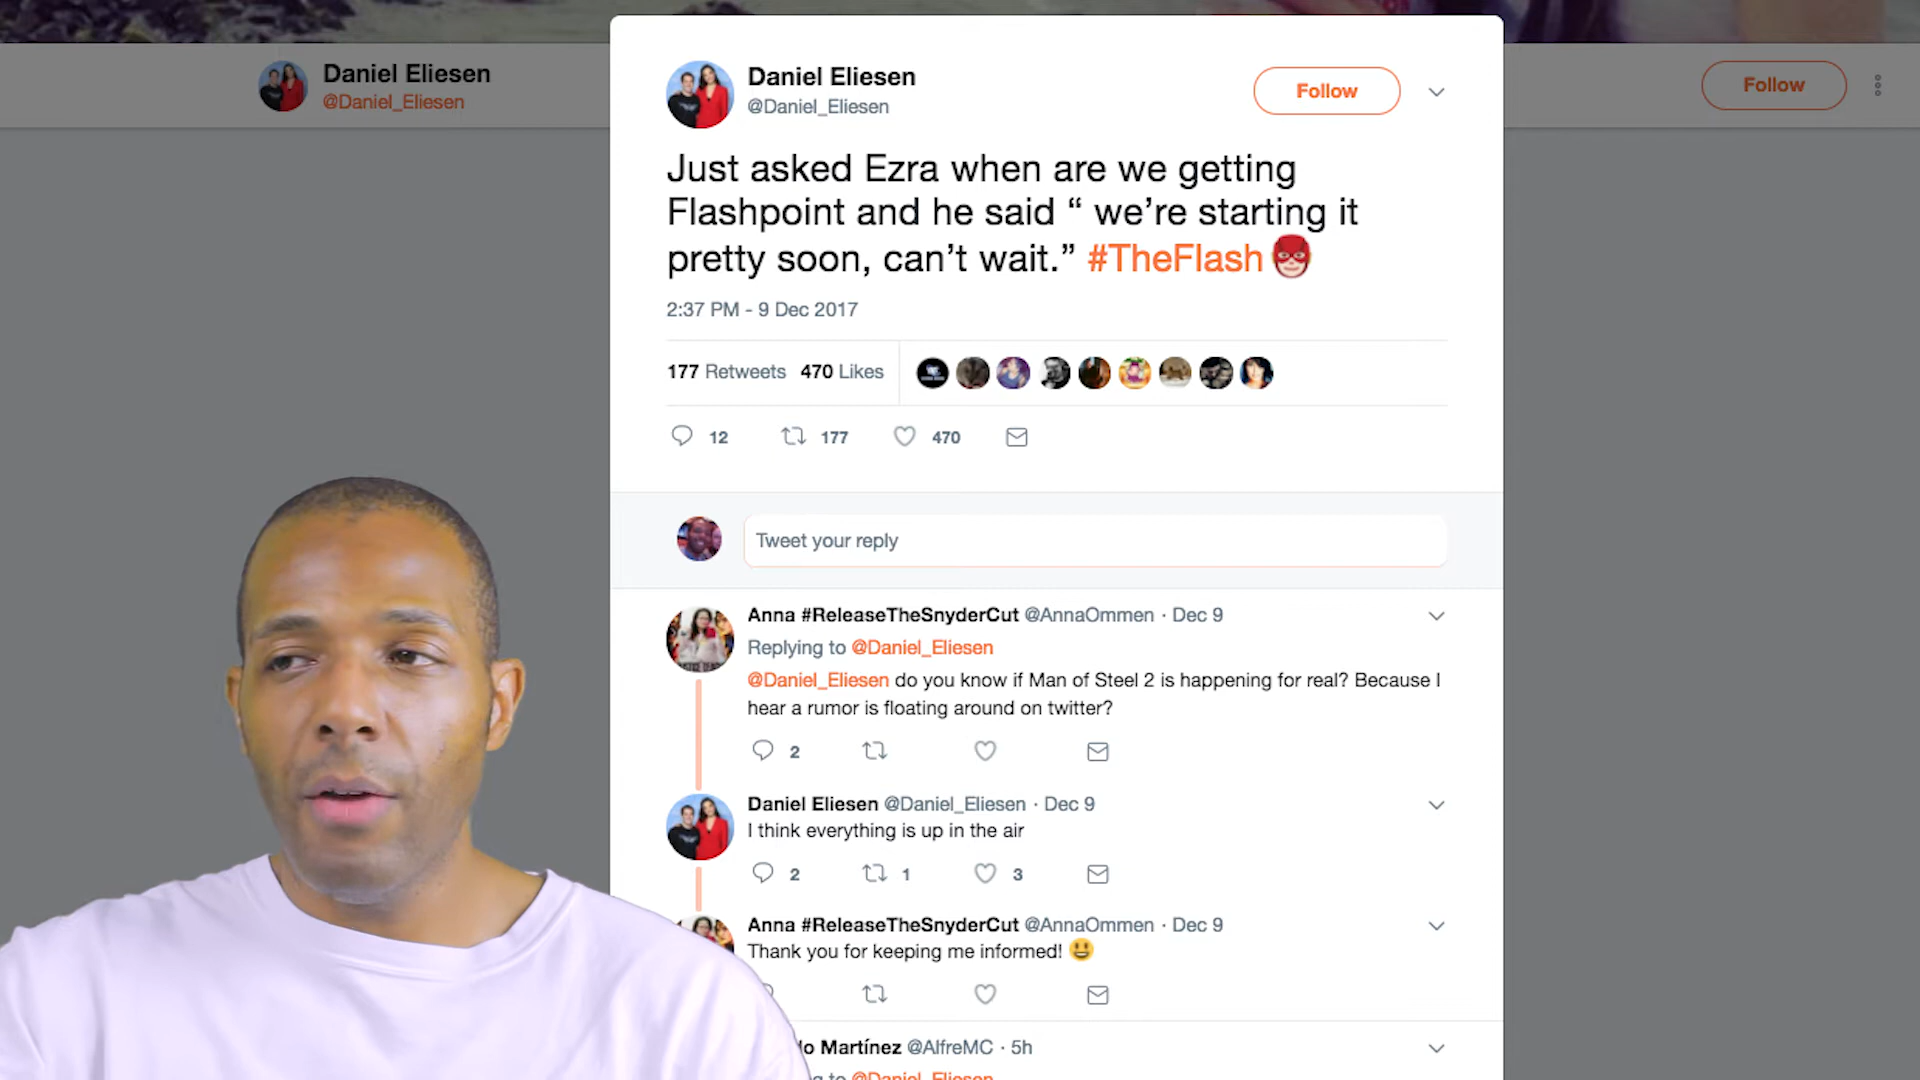 Daniel Eliesen
@Daniel_Eliesen
Follow
Daniel Eliesen
@Daniel_Eliesen
Follow
Just asked Ezra when are we getting
Flashpoint and he said “ we’re starting it
pretty soon, can’t wait.” #TheFlash
2:37 PM - 9 Dec 2017
177 Retweets 470 Likes
12 177 470
Tweet your reply
Anna #ReleaseTheSnyderCut @AnnaOmmen · Dec 9
Replying to @Daniel_Eliesen
@Daniel_Eliesen do you know if Man of Steel 2 is happening for real? Because I
hear a rumor is floating around on twitter?
2
Daniel Eliesen @Daniel_Eliesen · Dec 9
I think everything is up in the air
2 1 3
Anna #ReleaseTheSnyderCut @AnnaOmmen · Dec 9
Thank you for keeping me informed! 😃
Martínez @AlfreMC · 5h
to @Daniel_Eliesen